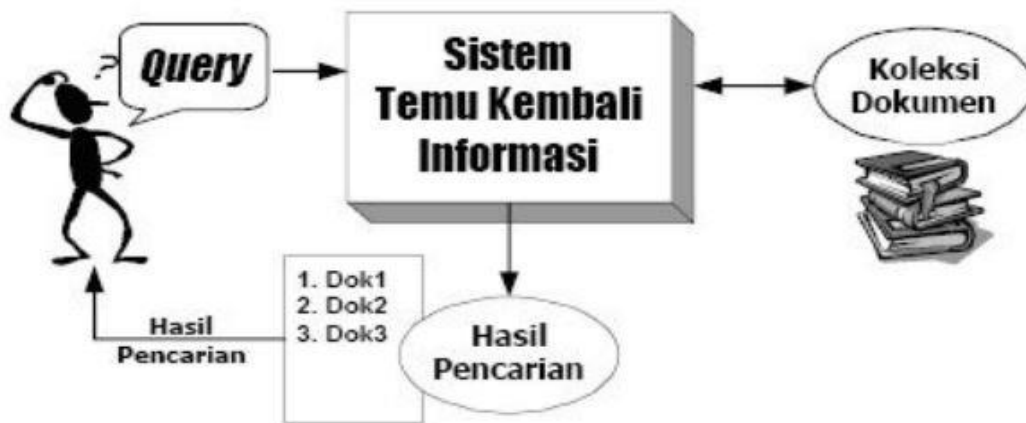 ?
Query
Sistem
Temu Kembali
Informasi
Koleksi
Dokumen
1. Dok1
2. Dok2
3. Dok3
Hasil
Pencarian
Hasil
Pencarian